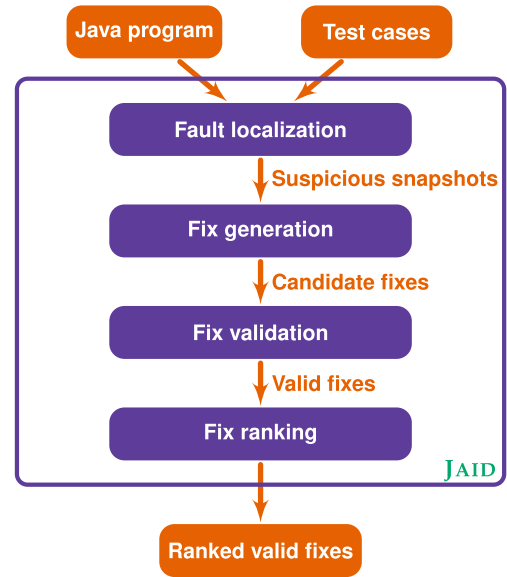 Java program
Test cases
Fault localization
Suspicious snapshots
Fix generation
Candidate fixes
Fix validation
Valid fixes
Fix ranking
JAID
Ranked valid fixes